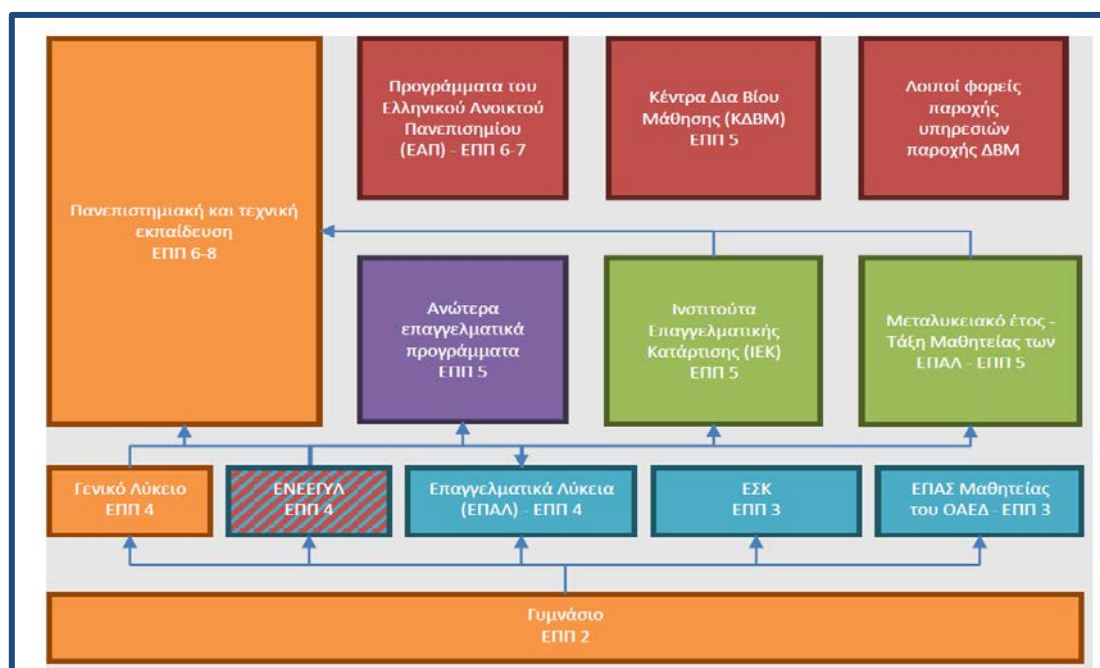 Προγράμματα του
Ελληνικού Ανοικτού
Πανεπισημίου
(ΕΑΠ) - ΕΠΠ 6-7
Κέντρα Δια Βίου
Μάθησης (ΚΔΒΜ)
ΕΠΠ 5
Λοιποί φορείς
παροχής
υπηρεσιών
παροχής ΔΒΜ
Πανεπιστημιακή και τεχνική
εκπαίδευση
ΕΠΠ 6-8
Ανώτερα
επαγγελματικά
προγράμματα
ΕΠΠ 5
Ινστιτούτα
Επαγγελματικής
Κατάρτισης (ΙΕΚ)
ΕΠΠ 5
Μεταλυκειακό έτος -
Τάξη Μαθητείας των
ΕΠΑΛ - ΕΠΠ 5
Γενικό Λύκειο
ΕΠΠ 4
ΕΝΕΕΓΥΛ
ΕΠΠ 4
Επαγγελματικά Λύκεια
(ΕΠΑΛ) - ΕΠΠ 4
ΕΣΚ
ΕΠΠ 3
ΕΠΑΣ Μαθητείας
του ΟΑΕΔ - ΕΠΠ 3
Γυμνάσιο
ΕΠΠ 2